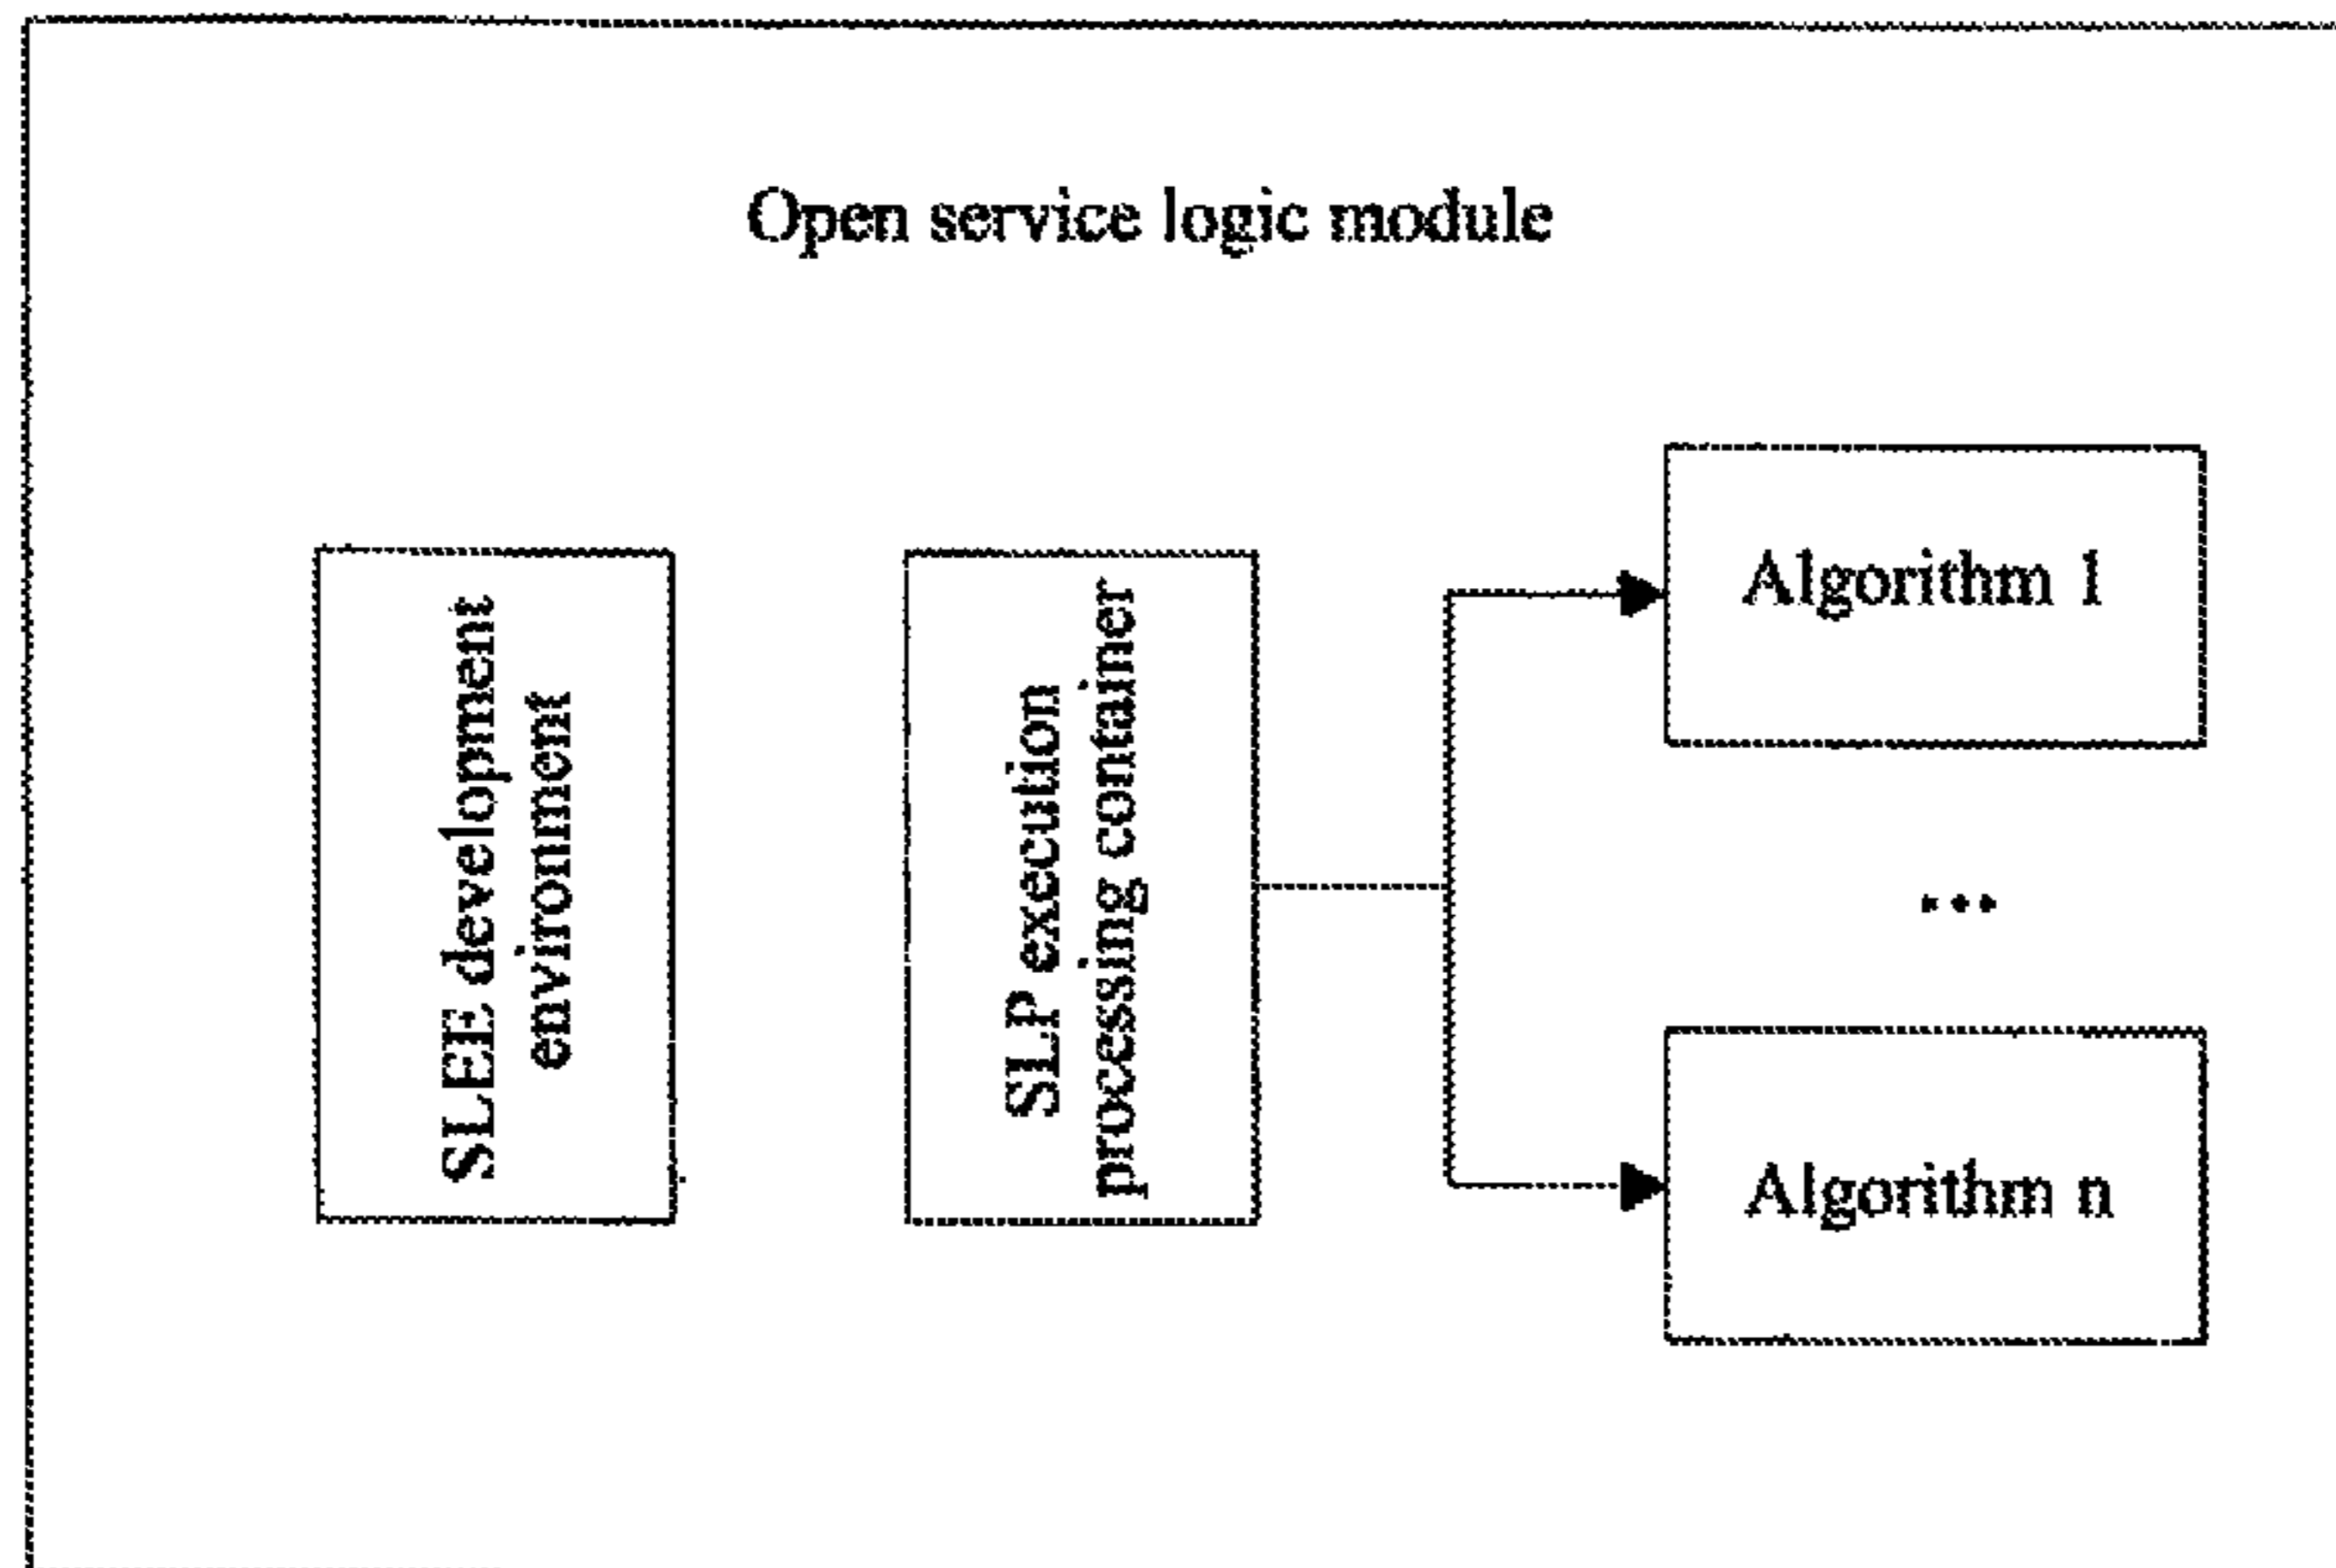 Open service logic module
SLEE development
environment
SLP execution
processing container
Algorithm 1
...
Algorithm n